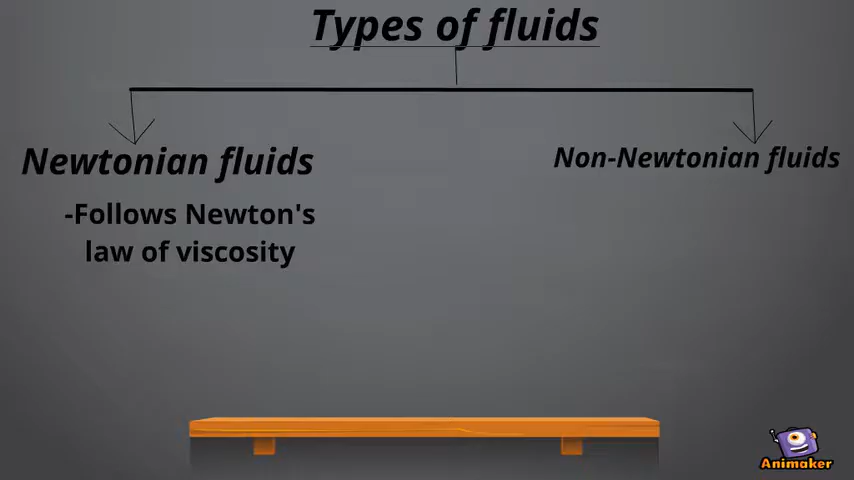 Types of fluids
Newtonian fluids
Non-Newtonian fluids
-Follows Newton's
law of viscosity
Animaker